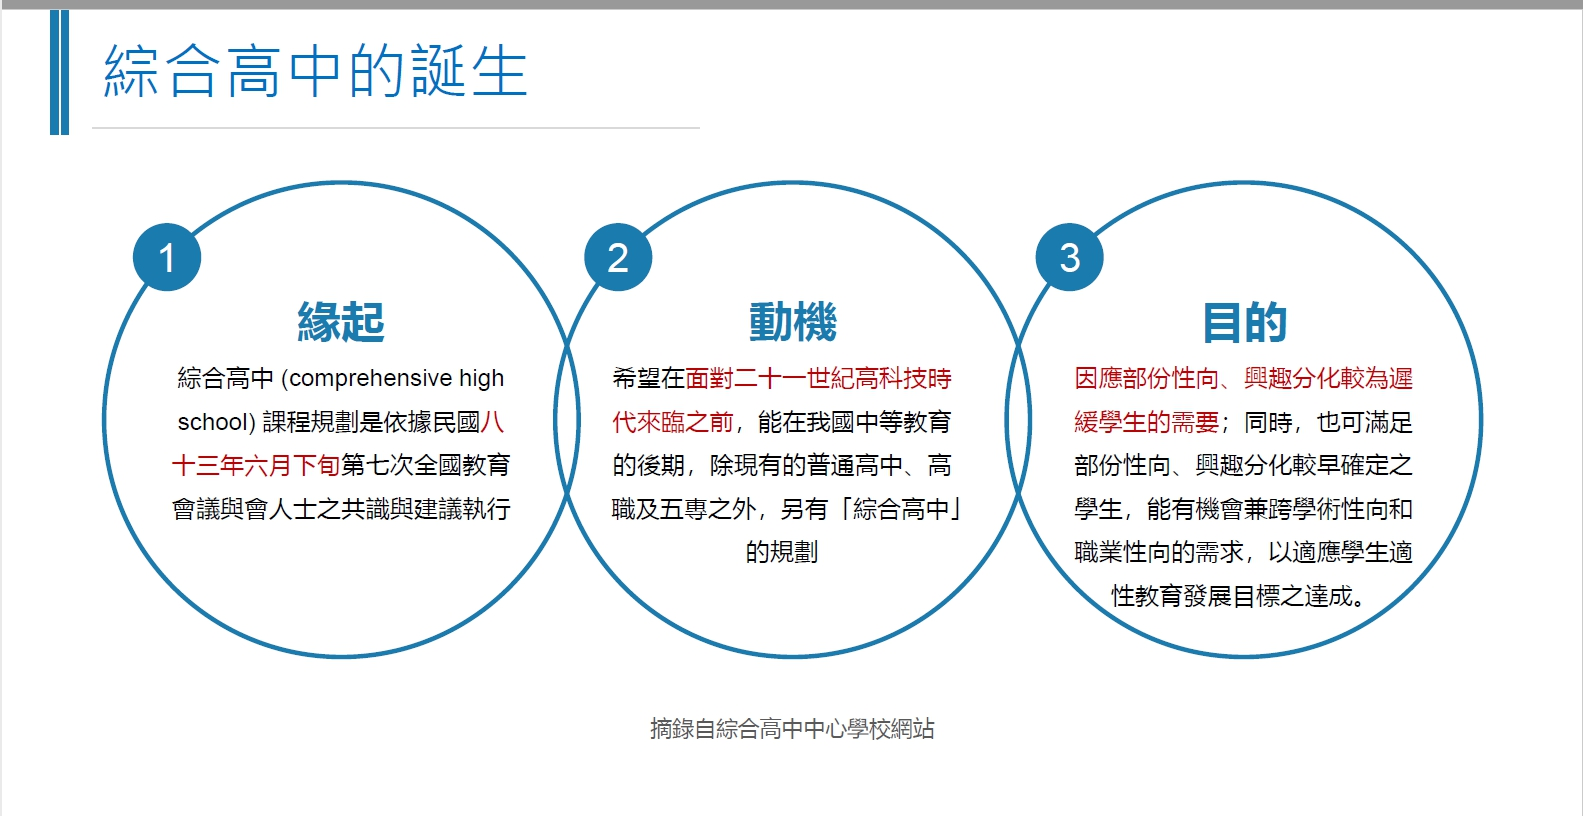 綜合高中的誕生
1
緣起
綜合高中 (comprehensive high
school) 課程規劃是依據民國八
十三年六月下旬第七次全國教育
會議與會人士之共識與建議執行
2
動機
希望在面對二十一世紀高科技時
代來臨之前，能在我國中等教育
的後期，除現有的普通高中、高
職及五專之外，另有「綜合高中」
的規劃
3
目的
因應部份性向、興趣分化較為遲
緩學生的需要；同時，也可滿足
部份性向、興趣分化較早確定之
學生，能有機會兼跨學術性向和
職業性向的需求，以適應學生適
性教育發展目標之達成。
摘錄自綜合高中中心學校網站